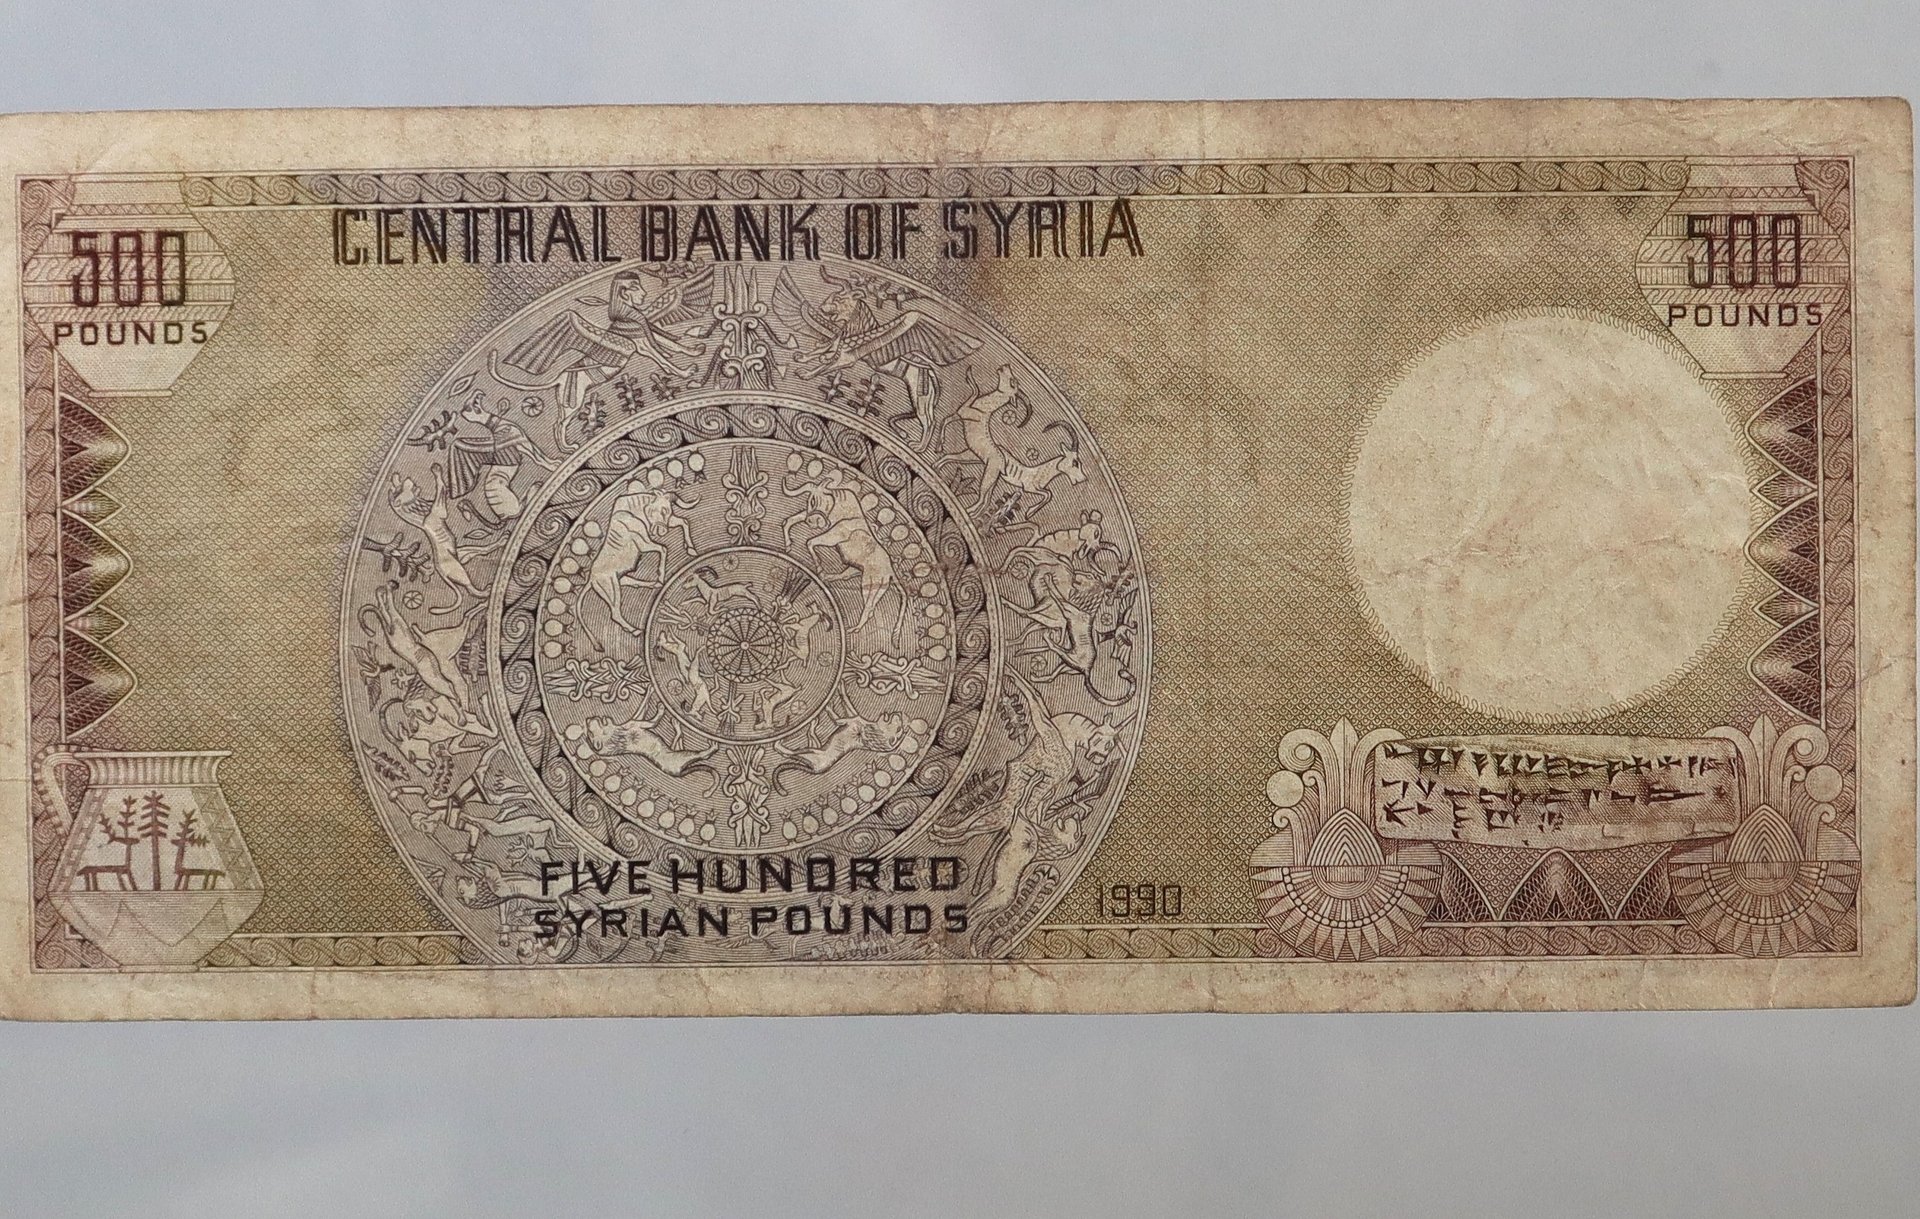 CENTRAL BANK OF SYRIA
500
POUNDS
500
POUNDS
FIVE HUNDRED
SYRIAN POUNDS
1990